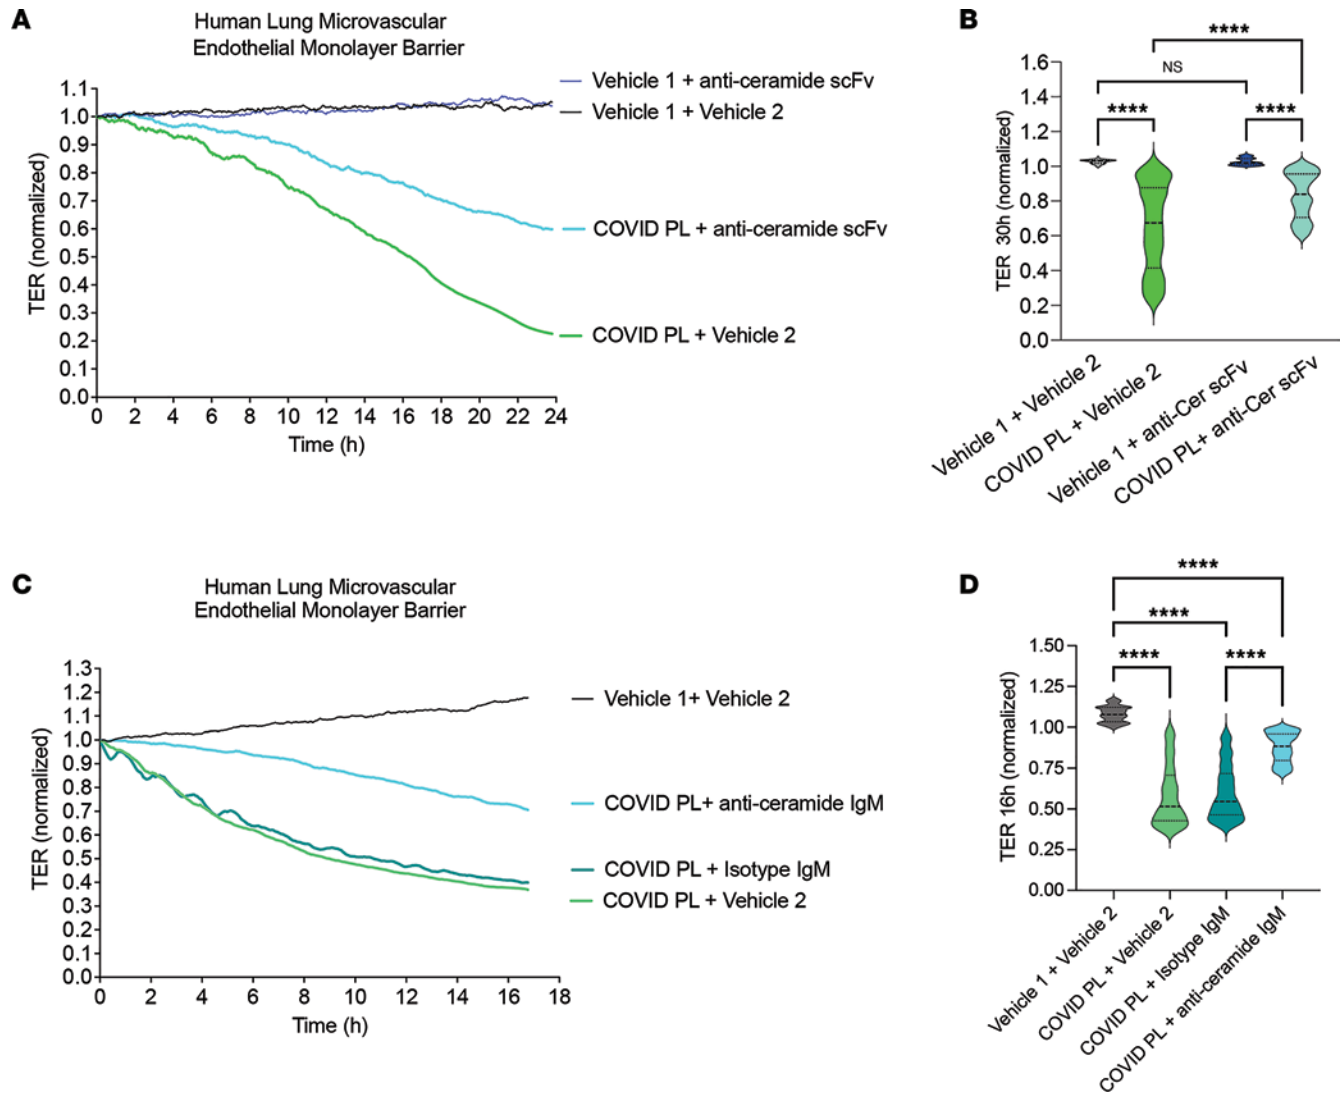 A
Human Lung Microvascular
Endothelial Monolayer Barrier
TER (normalized)
1.1
1.0
0.9
0.8
0.7
0.6
0.5
0.4
0.3
0.2
0.1
0.0
0 2 4 6 8 10 12 14 16 18 20 22 24
Time (h)
Vehicle 1 + anti-ceramide scFv
Vehicle 1 + Vehicle 2
COVID PL + anti-ceramide scFv
COVID PL + Vehicle 2
B
****
NS
**** ****
TER 30h (normalized)
1.6
1.4
1.2
1.0
0.8
0.6
0.4
0.2
0.0
Vehicle 1 + Vehicle 2
COVID PL + Vehicle 2
Vehicle 1 + anti-Cer scFv
COVID PL+ anti-Cer scFv
C
Human Lung Microvascular
Endothelial Monolayer Barrier
TER (normalized)
1.3
1.2
1.1
1.0
0.9
0.8
0.7
0.6
0.5
0.4
0.3
0.2
0.1
0.0
0 2 4 6 8 10 12 14 16 18
Time (h)
Vehicle 1+ Vehicle 2
COVID PL+ anti-ceramide IgM
COVID PL + Isotype IgM
COVID PL + Vehicle 2
D
****
****
**** ****
TER 16h (normalized)
1.50
1.25
1.00
0.75
0.50
0.25
0.00
Vehicle 1 + Vehicle 2
COVID PL + Vehicle 2
COVID PL + Isotype IgM
COVID PL + anti-ceramide IgM